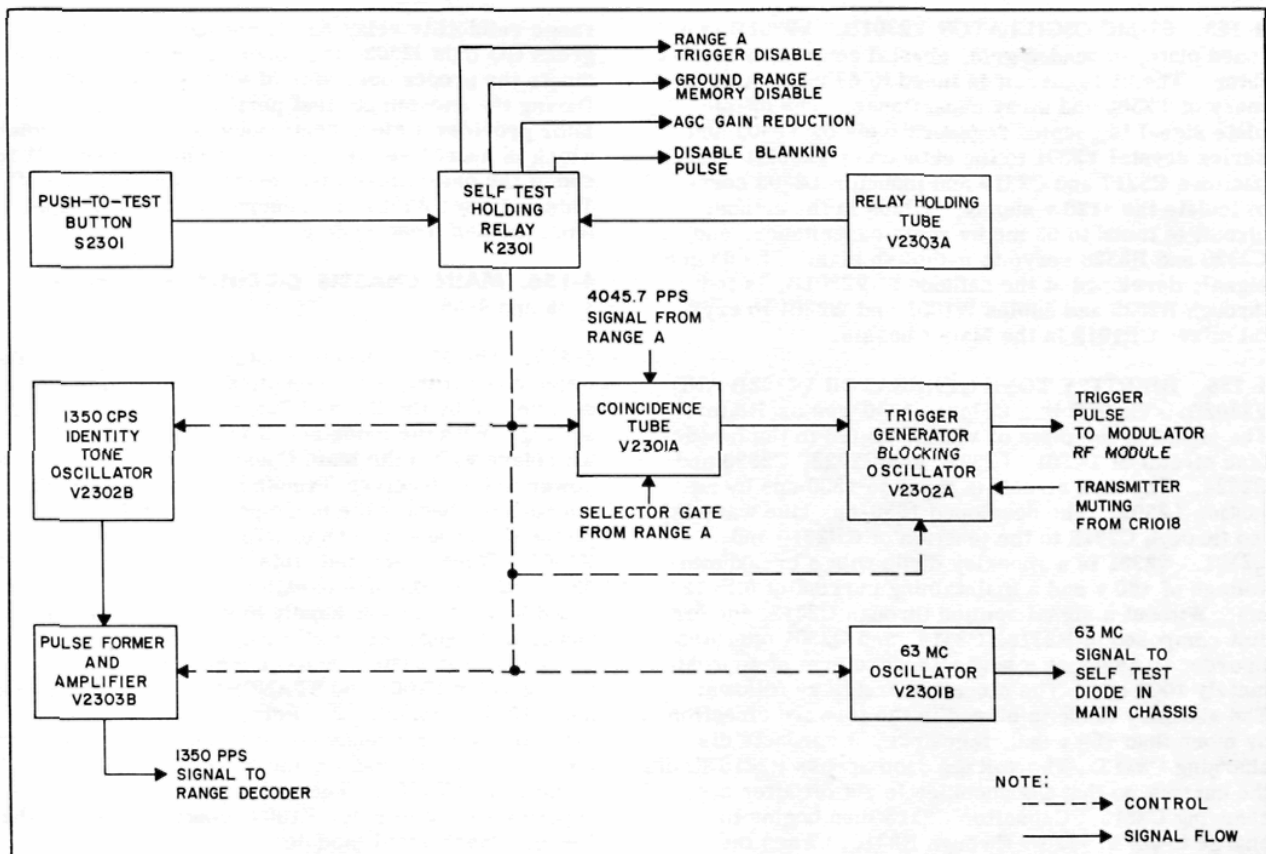 RANGE A
TRIGGER DISABLE
GROUND RANGE
MEMORY DISABLE
AGC GAIN REDUCTION
DISABLE BLANKING
PULSE
PUSH-TO-TEST
BUTTON
S2301
SELF TEST
HOLDING
RELAY
K2301
RELAY HOLDING
TUBE
V2303A
4045.7 PPS
SIGNAL FROM
RANGE A
1350 CPS
IDENTITY
TONE
OSCILLATOR
V2302B
COINCIDENCE
TUBE
V2301A
TRIGGER
GENERATOR
BLOCKING
OSCILLATOR
V2302A
TRIGGER
PULSE
TO MODULATOR
RF MODULE
TRANSMITTER
MUTING
FROM CR1018
SELECTOR GATE
FROM RANGE A
PULSE FORMER
AND
AMPLIFIER
V2303B
63 MC
OSCILLATOR
V2301B
63 MC
SIGNAL TO
SELF TEST
DIODE IN
MAIN CHASSIS
1350 PPS
SIGNAL TO
RANGE DECODER
NOTE:
CONTROL
SIGNAL FLOW